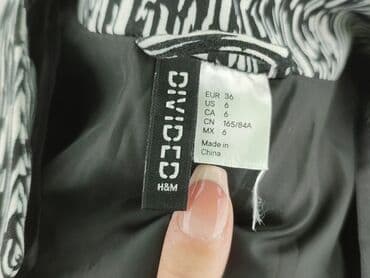 DIVIDED
H&M
EUR 36
US 6
CA 6
CN 165/84A
MX 6
Made in
China